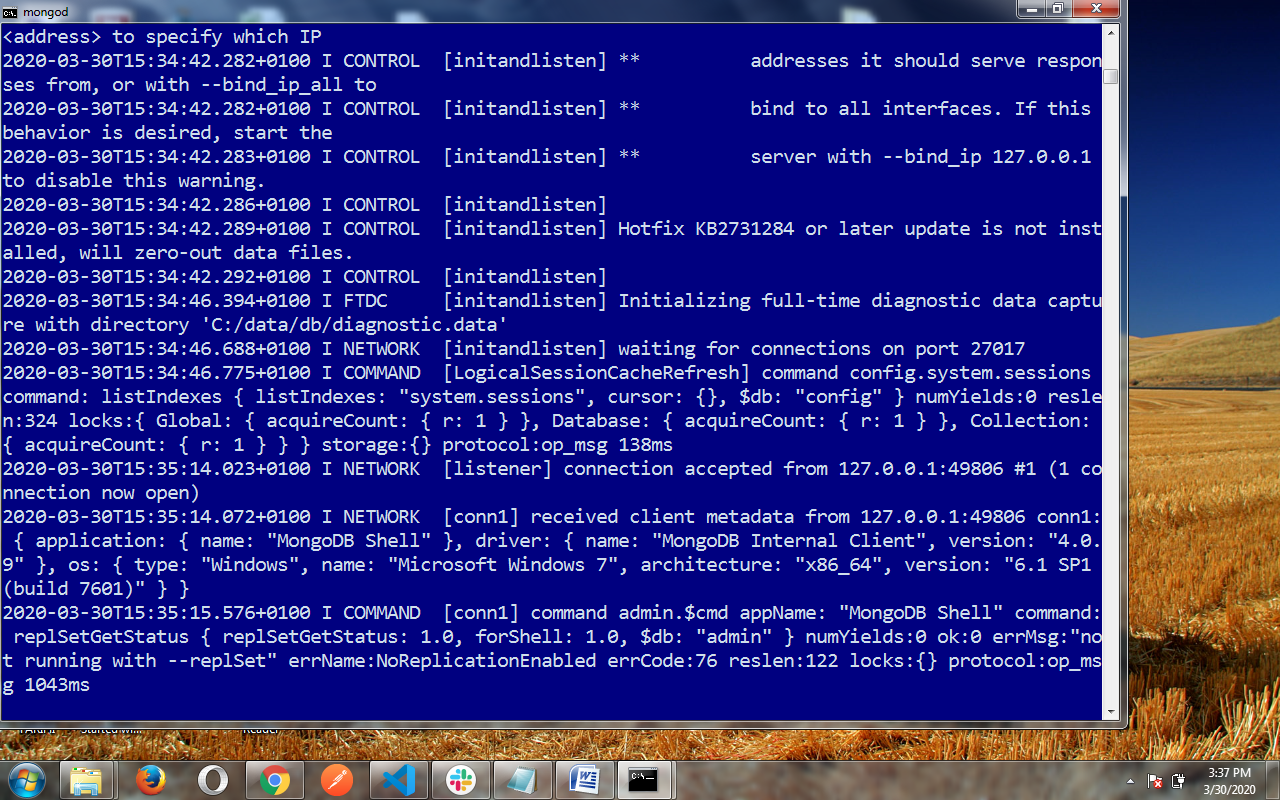 mongod
<address> to specify which IP
2020-03-30T15:34:42.282+0100 I CONTROL  [initandlisten] **          addresses it should serve respon
ses from, or with --bind_ip_all to
2020-03-30T15:34:42.282+0100 I CONTROL  [initandlisten] **          bind to all interfaces. If this
behavior is desired, start the
2020-03-30T15:34:42.283+0100 I CONTROL  [initandlisten] **          server with --bind_ip 127.0.0.1
to disable this warning.
2020-03-30T15:34:42.286+0100 I CONTROL  [initandlisten]
2020-03-30T15:34:42.289+0100 I CONTROL  [initandlisten] Hotfix KB2731284 or later update is not inst
alled, will zero-out data files.
2020-03-30T15:34:42.292+0100 I CONTROL  [initandlisten]
2020-03-30T15:34:46.394+0100 I FTDC     [initandlisten] Initializing full-time diagnostic data captu
re with directory 'C:/data/db/diagnostic.data'
2020-03-30T15:34:46.688+0100 I NETWORK  [initandlisten] waiting for connections on port 27017
2020-03-30T15:34:46.775+0100 I COMMAND  [LogicalSessionCacheRefresh] command config.system.sessions
command: listIndexes { listIndexes: "system.sessions", cursor: {}, $db: "config" } numYields:0 resle
n:324 locks:{ Global: { acquireCount: { r: 1 } }, Database: { acquireCount: { r: 1 } }, Collection:
{ acquireCount: { r: 1 } } } storage:{} protocol:op_msg 138ms
2020-03-30T15:35:14.023+0100 I NETWORK  [listener] connection accepted from 127.0.0.1:49806 #1 (1 co
nnection now open)
2020-03-30T15:35:14.072+0100 I NETWORK  [conn1] received client metadata from 127.0.0.1:49806 conn1:
 { application: { name: "MongoDB Shell" }, driver: { name: "MongoDB Internal Client", version: "4.0.
9" }, os: { type: "Windows", name: "Microsoft Windows 7", architecture: "x86_64", version: "6.1 SP1
(build 7601)" } }
2020-03-30T15:35:15.576+0100 I COMMAND  [conn1] command admin.$cmd appName: "MongoDB Shell" command:
 replSetGetStatus { replSetGetStatus: 1.0, forShell: 1.0, $db: "admin" } numYields:0 ok:0 errMsg:"no
t running with --replSet" errName:NoReplicationEnabled errCode:76 reslen:122 locks:{} protocol:op_ms
g 1043ms
Reader
3:37 PM
3/30/2020